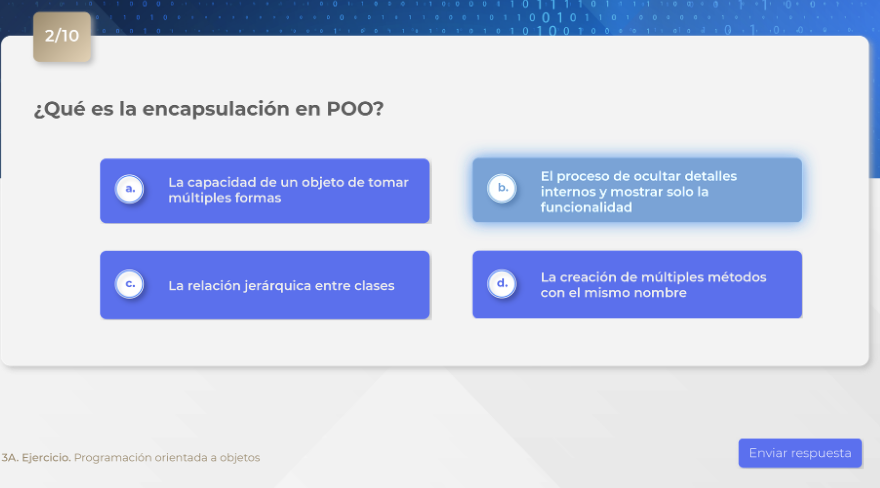 2/10
¿Qué es la encapsulación en POO?
a.
La capacidad de un objeto de tomar
múltiples formas
b.
El proceso de ocultar detalles
internos y mostrar solo la
funcionalidad
c.
La relación jerárquica entre clases
d.
La creación de múltiples métodos
con el mismo nombre
3A. Ejercicio. Programación orientada a objetos
Enviar respuesta